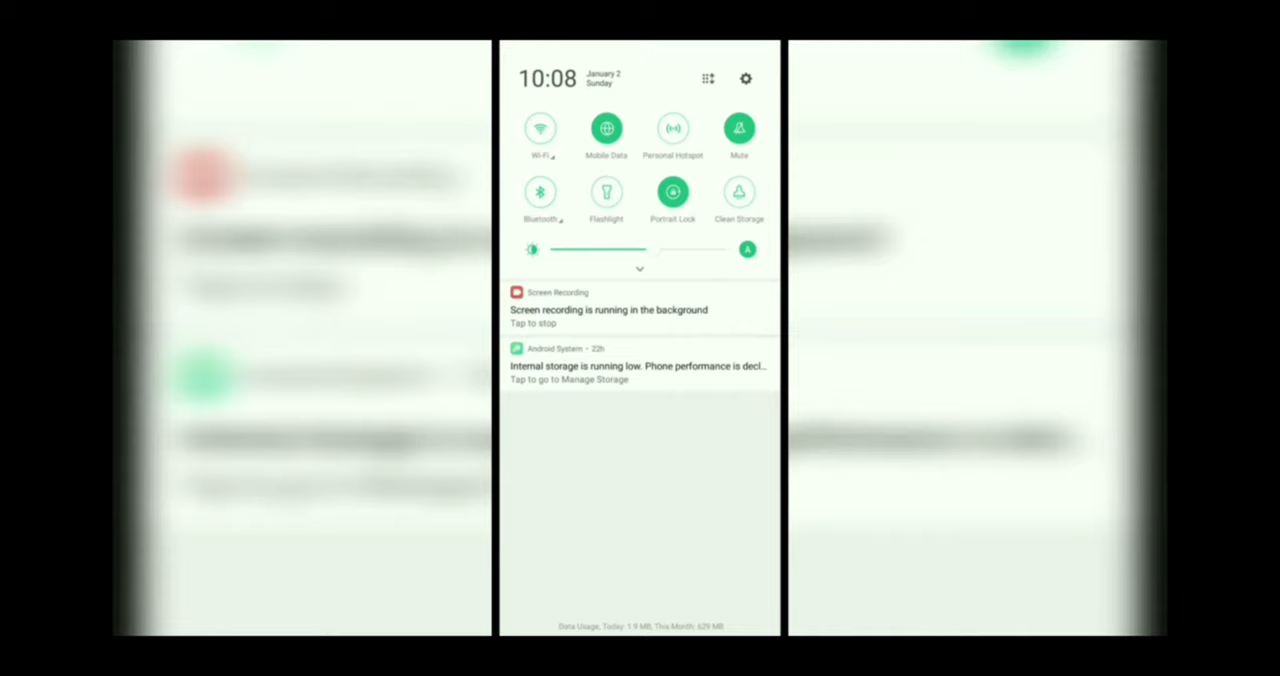 10:08
January 2
Sunday
Wi-Fi
Mobile Data
Personal Hotspot
Mute
Bluetooth
Flashlight
Portrait Lock
Clean Storage
A
Screen Recording
Screen recording is running in the background
Tap to stop
Android System • 22h
Internal storage is running low. Phone performance is decl...
Tap to go to Manage Storage
Data Usage, Today: 1.9 MB, This Month: 629 MB